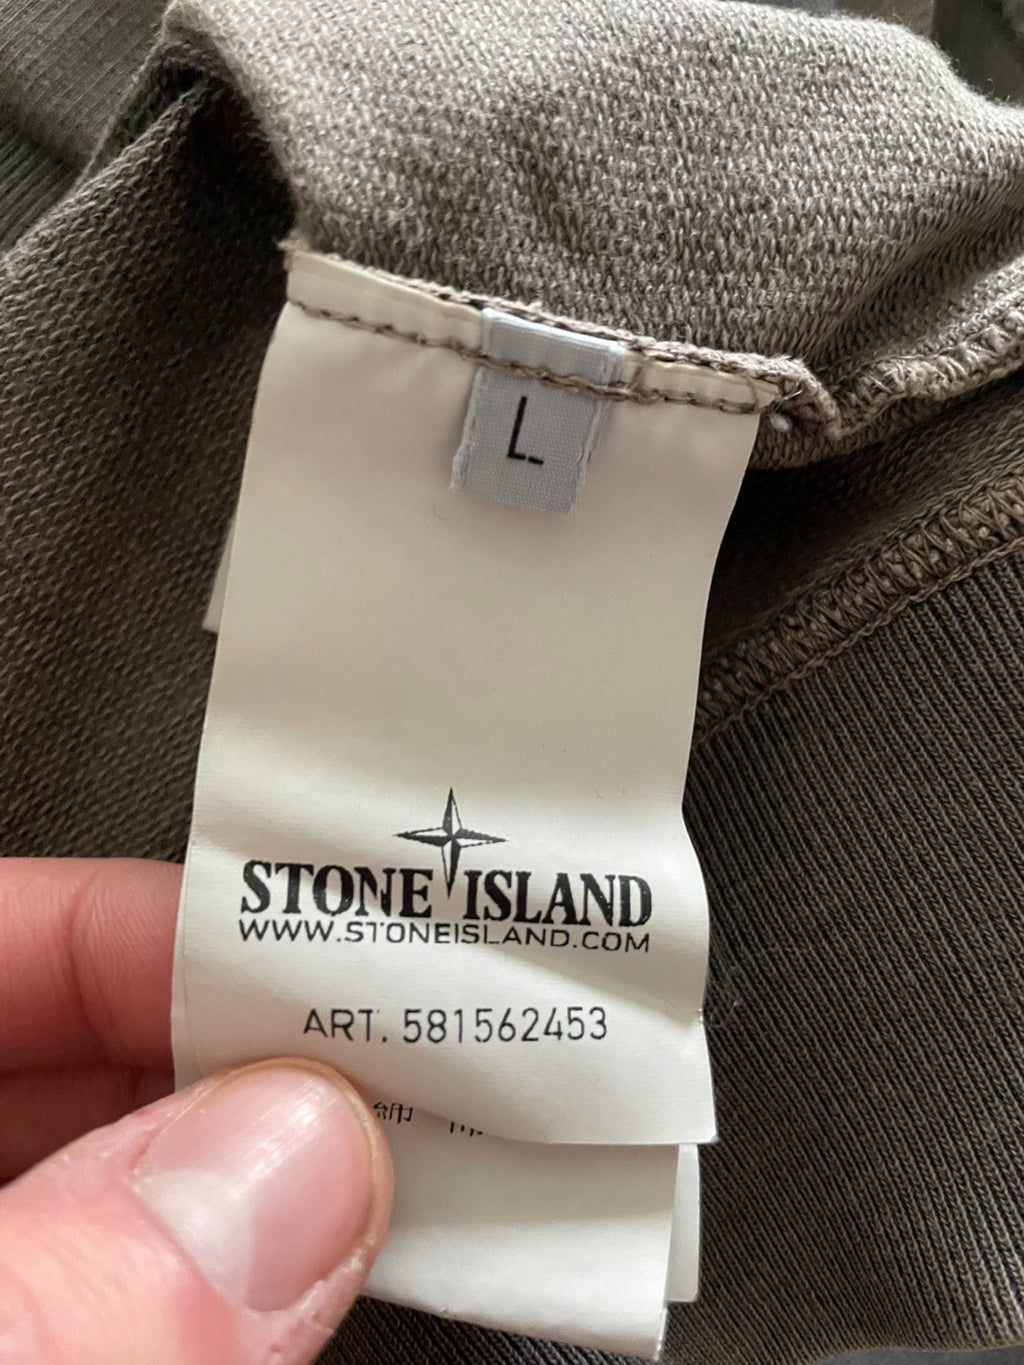 L
STONE ISLAND
WWW.STONEISLAND.COM
ART. 581562453